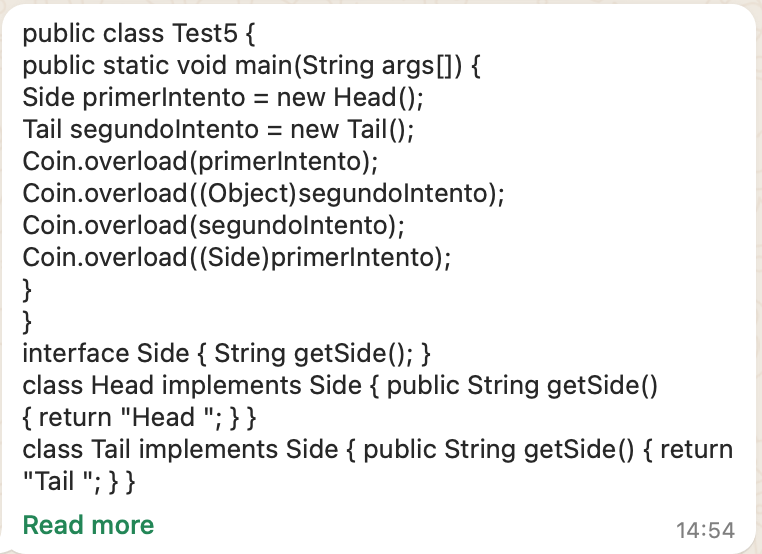 public class Test5 {
public static void main(String args[]) {
Side primerIntento = new Head();
Tail segundoIntento = new Tail();
Coin.overload(primerIntento);
Coin.overload((Object)segundoIntento);
Coin.overload(segundoIntento);
Coin.overload((Side)primerIntento);
}
}
interface Side { String getSide(); }
class Head implements Side { public String getSide()
{ return "Head "; } }
class Tail implements Side { public String getSide() { return
"Tail "; } }
Read more
14:54